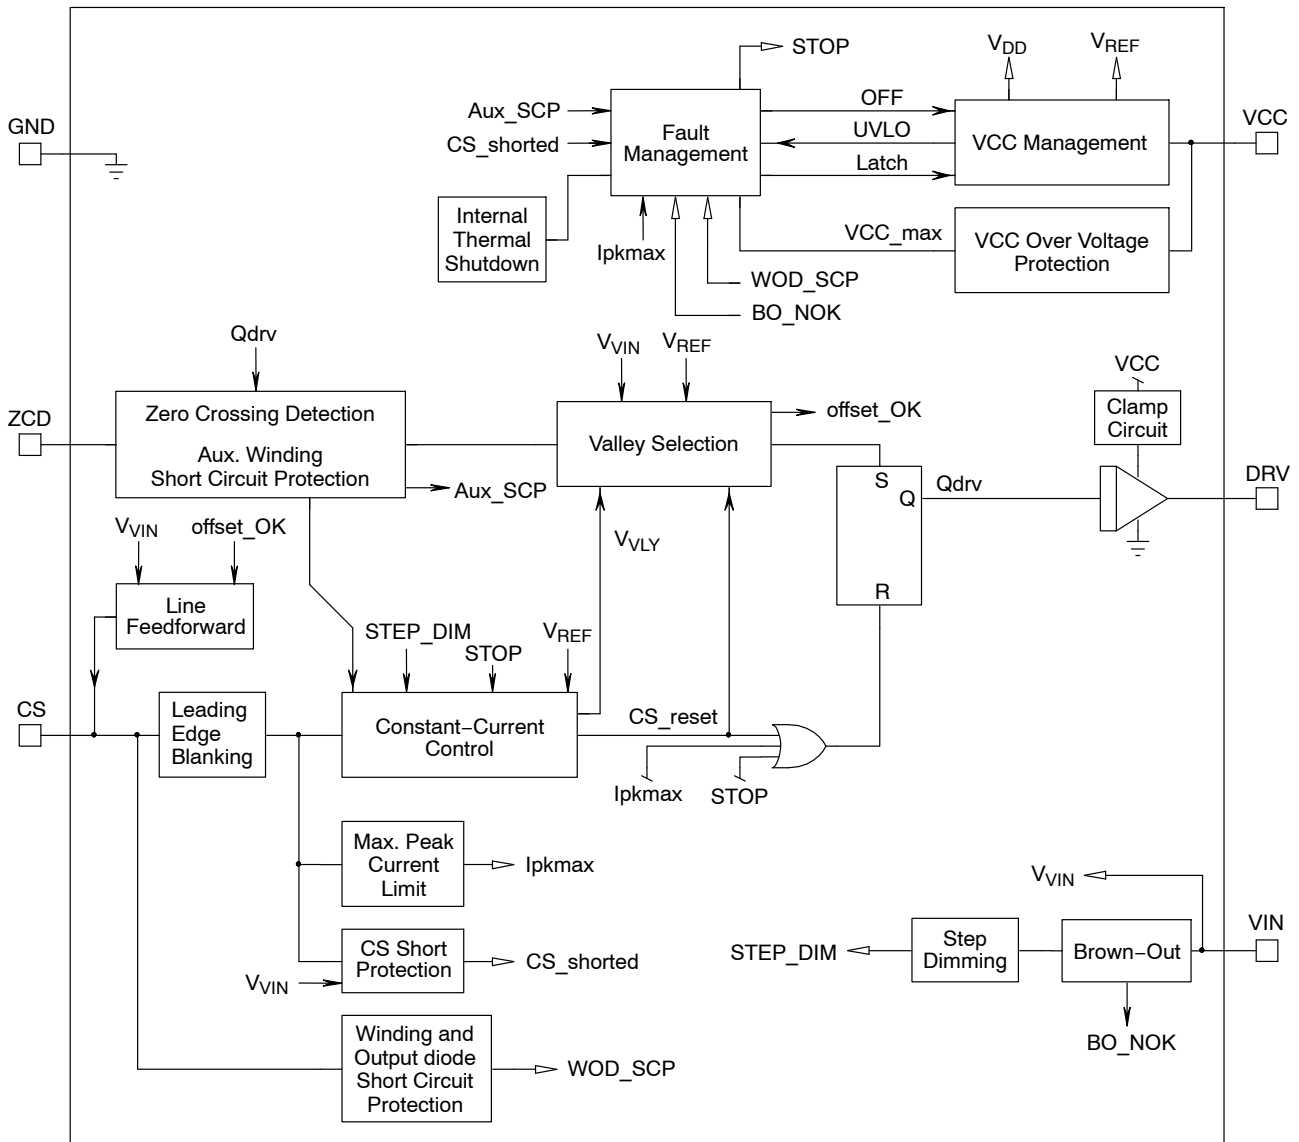 STOP
VDD
VREF
Aux_SCP
CS_shorted
Fault
Management
OFF
UVLO
Latch
VCC Management
VCC
GND
Internal
Thermal
Shutdown
Ipkmax
VCC_max
VCC Over Voltage
Protection
WOD_SCP
BO_NOK
Qdrv
VVIN
VREF
VCC
Clamp
Circuit
ZCD
Zero Crossing Detection
Aux. Winding
Short Circuit Protection
Valley Selection
offset_OK
Aux_SCP
S
Q
R
Qdrv
DRV
VVIN
offset_OK
VVLY
Line
Feedforward
STEP_DIM
STOP
VREF
CS
Leading
Edge
Blanking
Constant−Current
Control
CS_reset
Ipkmax
STOP
Max. Peak
Current
Limit
Ipkmax
CS Short
Protection
VVIN
CS_shorted
Winding and
Output diode
Short Circuit
Protection
WOD_SCP
VVIN
VIN
STEP_DIM
Step
Dimming
Brown−Out
BO_NOK